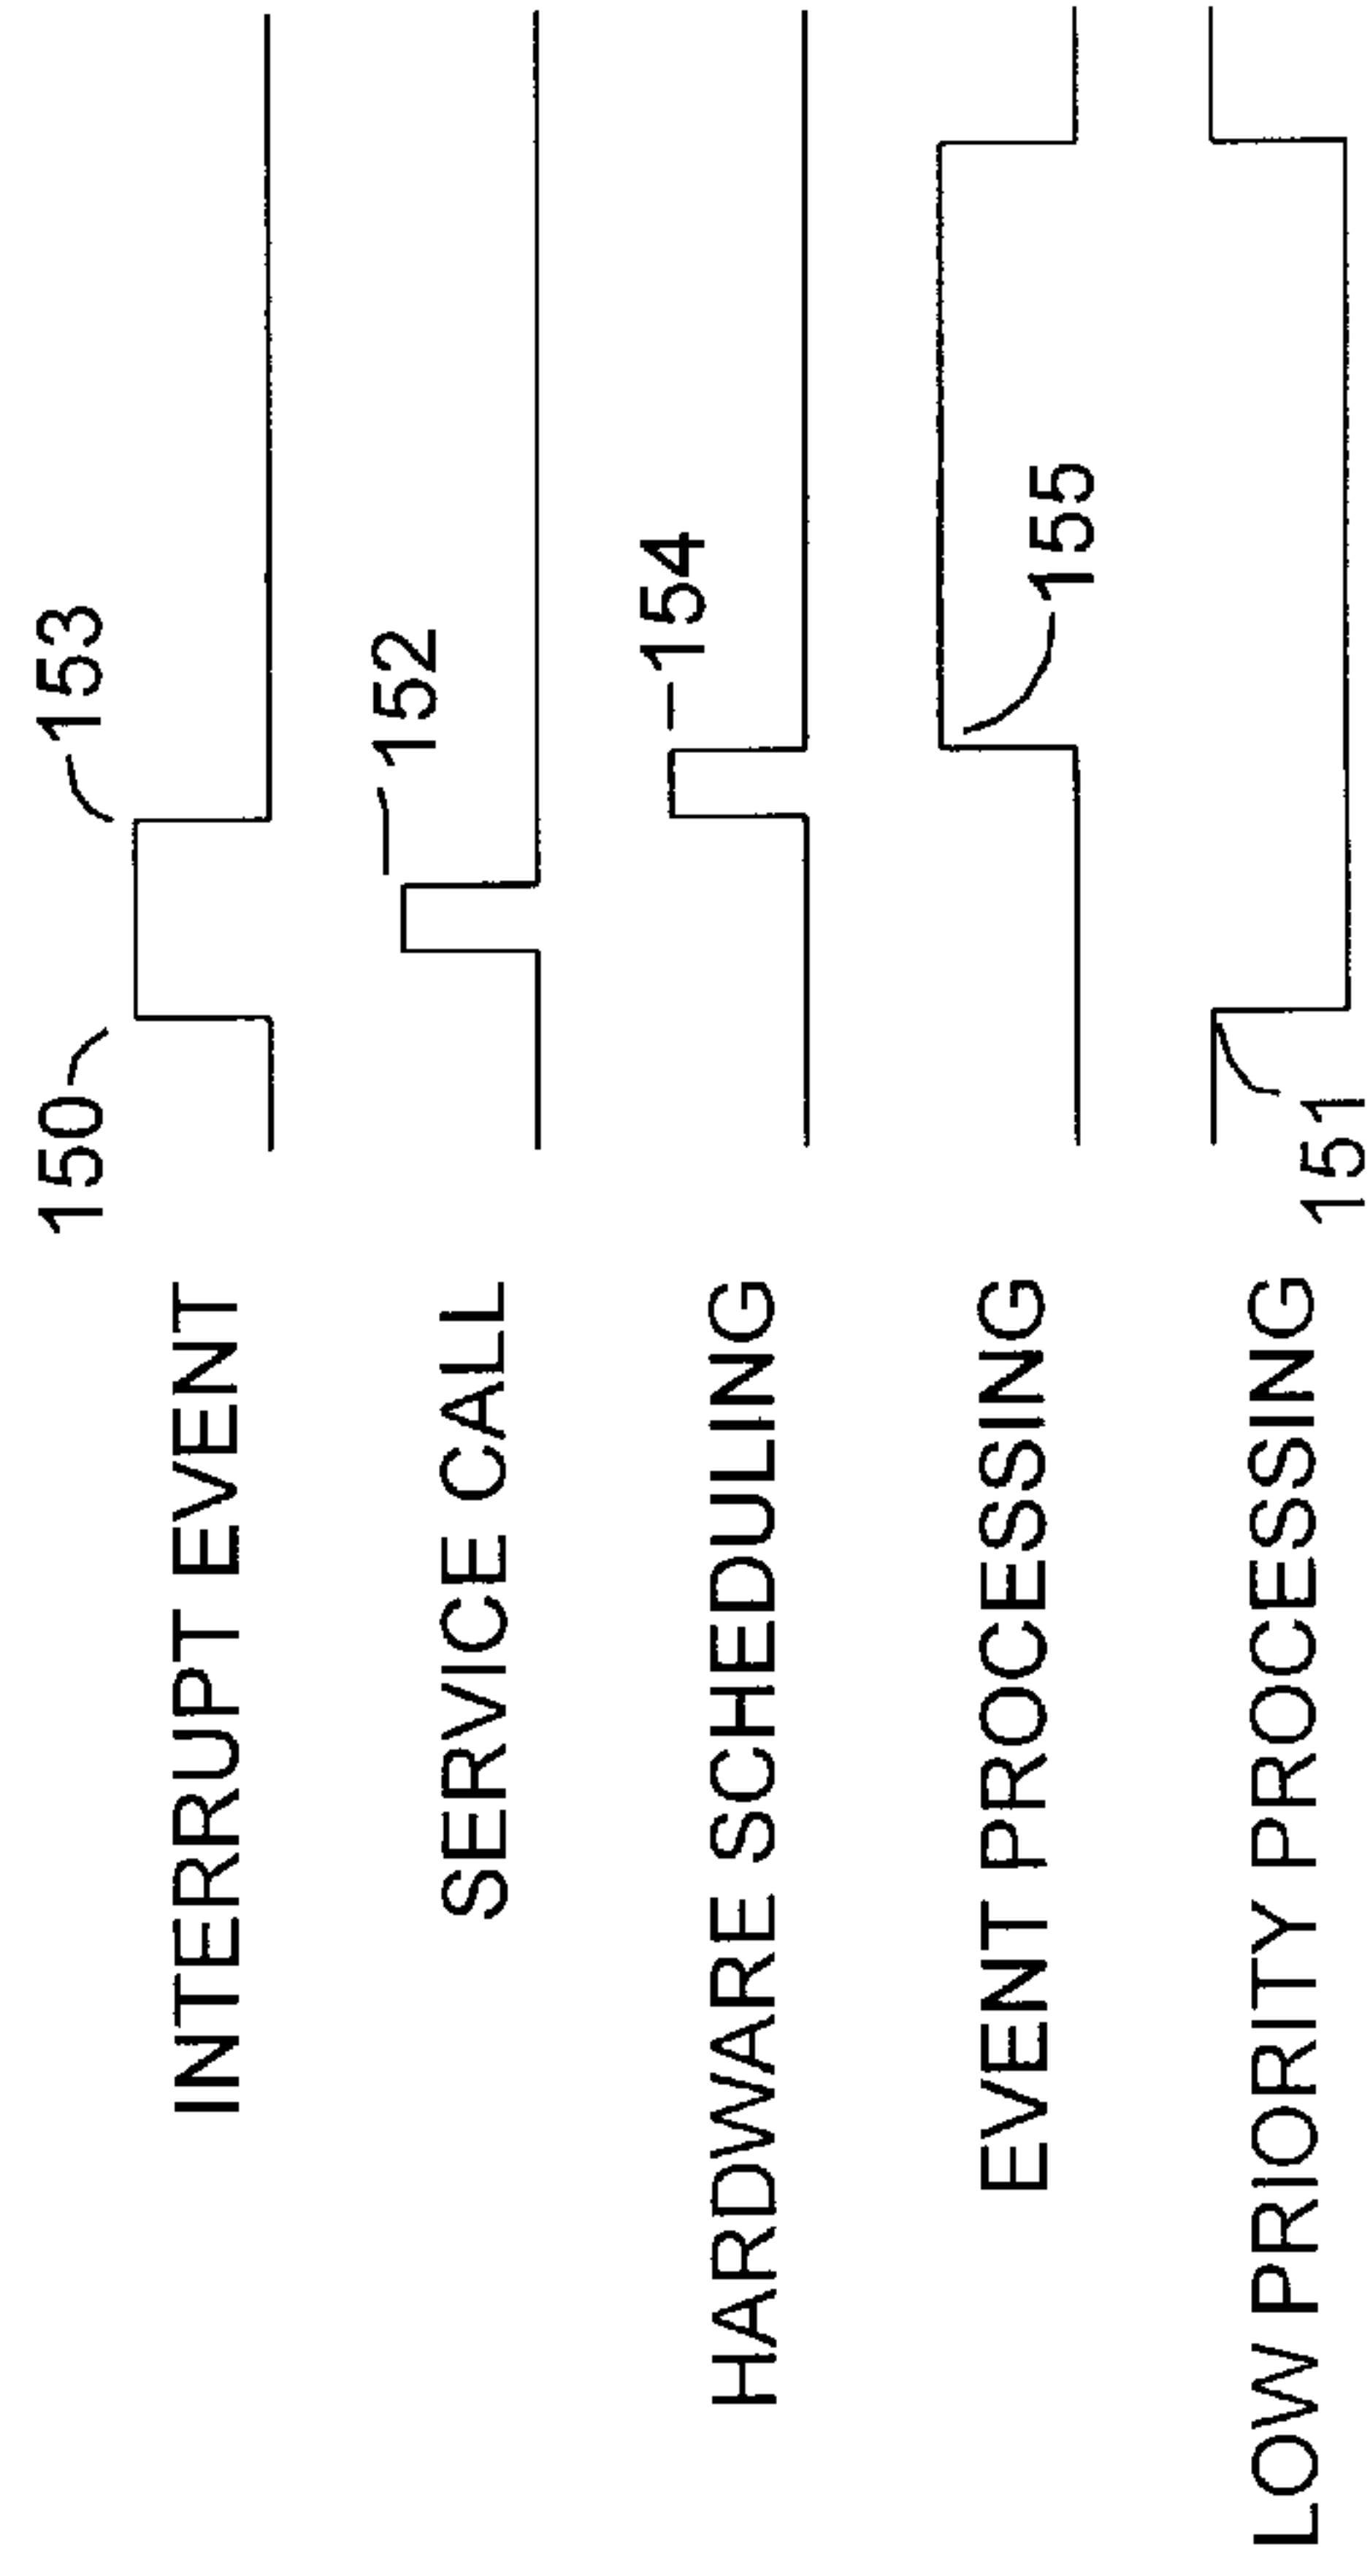 150
153
INTERRUPT EVENT
152
SERVICE CALL
154
HARDWARE SCHEDULING
155
EVENT PROCESSING
LOW PRIORITY PROCESSING
151